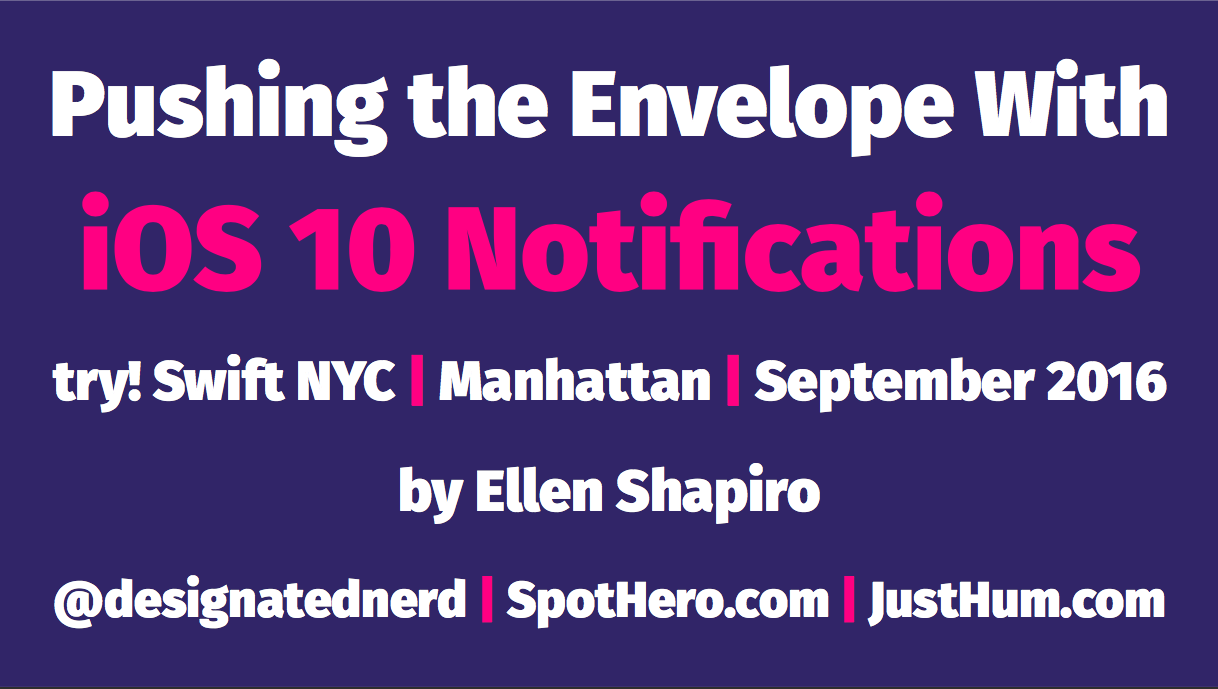 Pushing the Envelope With
iOS 10 Notifications
try! Swift NYC | Manhattan | September 2016
by Ellen Shapiro
@designatednerd | SpotHero.com | JustHum.com